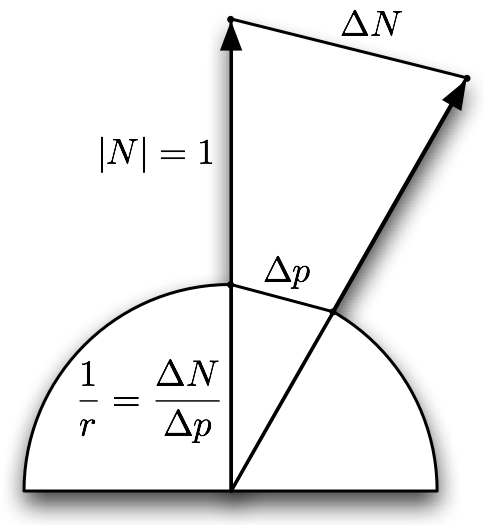 ΔN
|N| = 1
Δp
1/r = ΔN/Δp